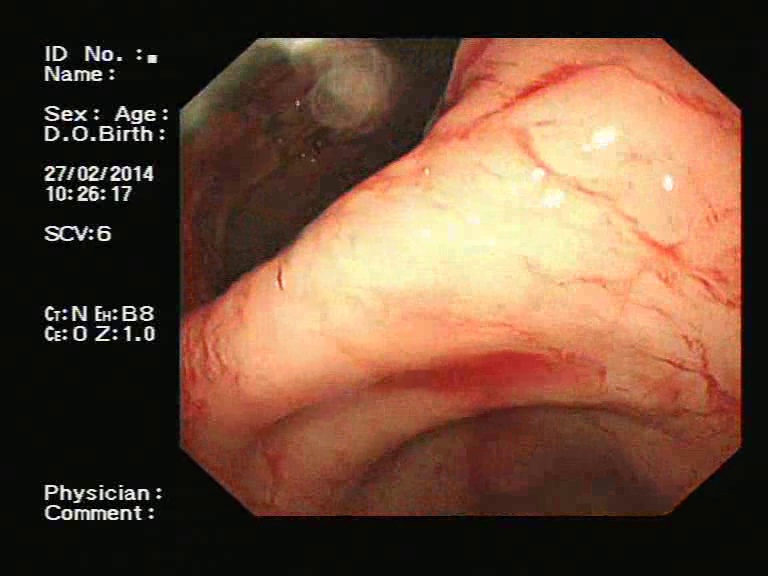 ID No. :
Name:
Sex: Age:
D.O.Birth:
27/02/2014
10:26:17
SCV:6
CT:N EH:B8
CE:0 Z:1.0
Physician:
Comment: